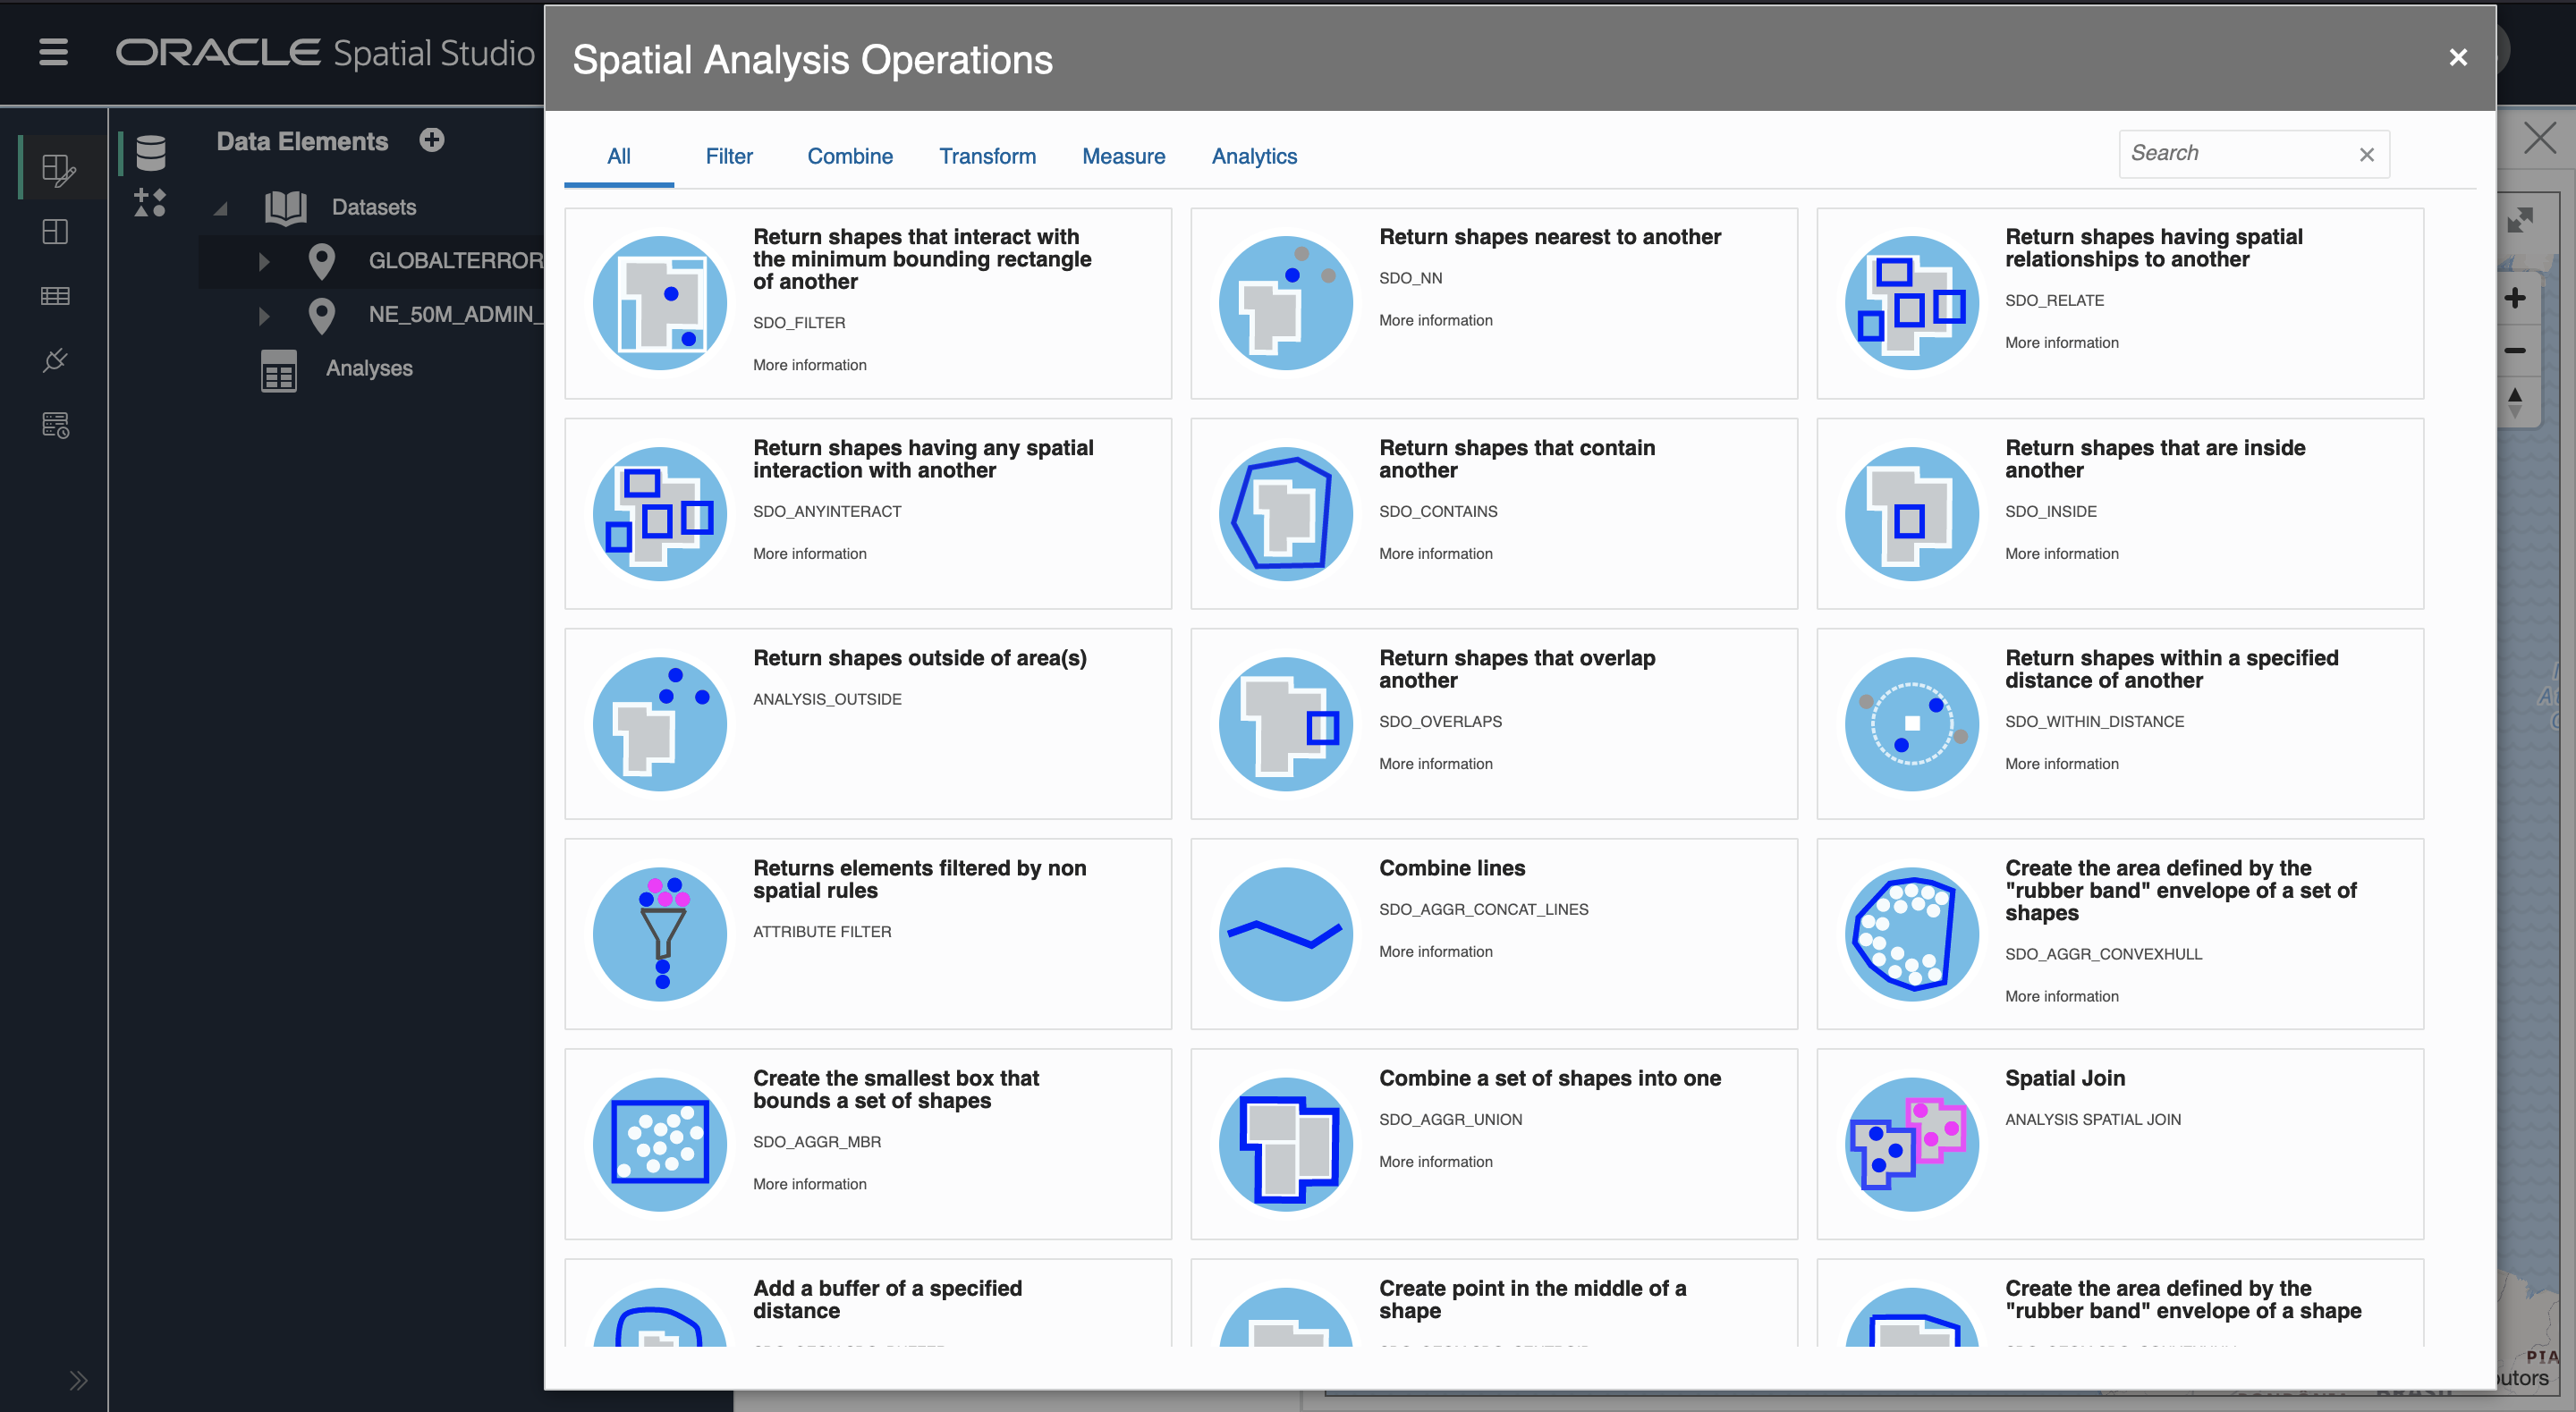 ORACLE Spatial Studio
Spatial Analysis Operations
Data Elements
Datasets
GLOBALTERROR
NE_50M_ADMIN_
Analyses
All
Filter
Combine
Transform
Measure
Analytics
Search
Return shapes that interact with
the minimum bounding rectangle
of another
SDO_FILTER
More information
Return shapes nearest to another
SDO_NN
More information
Return shapes having spatial
relationships to another
SDO_RELATE
More information
Return shapes having any spatial
interaction with another
SDO_ANYINTERACT
More information
Return shapes that contain
another
SDO_CONTAINS
More information
Return shapes that are inside
another
SDO_INSIDE
More information
Return shapes outside of area(s)
ANALYSIS_OUTSIDE
Return shapes that overlap
another
SDO_OVERLAPS
More information
Return shapes within a specified
distance of another
SDO_WITHIN_DISTANCE
More information
Returns elements filtered by non
spatial rules
ATTRIBUTE FILTER
Combine lines
SDO_AGGR_CONCAT_LINES
More information
Create the area defined by the
"rubber band" envelope of a set of
shapes
SDO_AGGR_CONVEXHULL
More information
Create the smallest box that
bounds a set of shapes
SDO_AGGR_MBR
More information
Combine a set of shapes into one
SDO_AGGR_UNION
More information
Spatial Join
ANALYSIS SPATIAL JOIN
Add a buffer of a specified
distance
Create point in the middle of a
shape
Create the area defined by the
"rubber band" envelope of a shape
PIA
utors